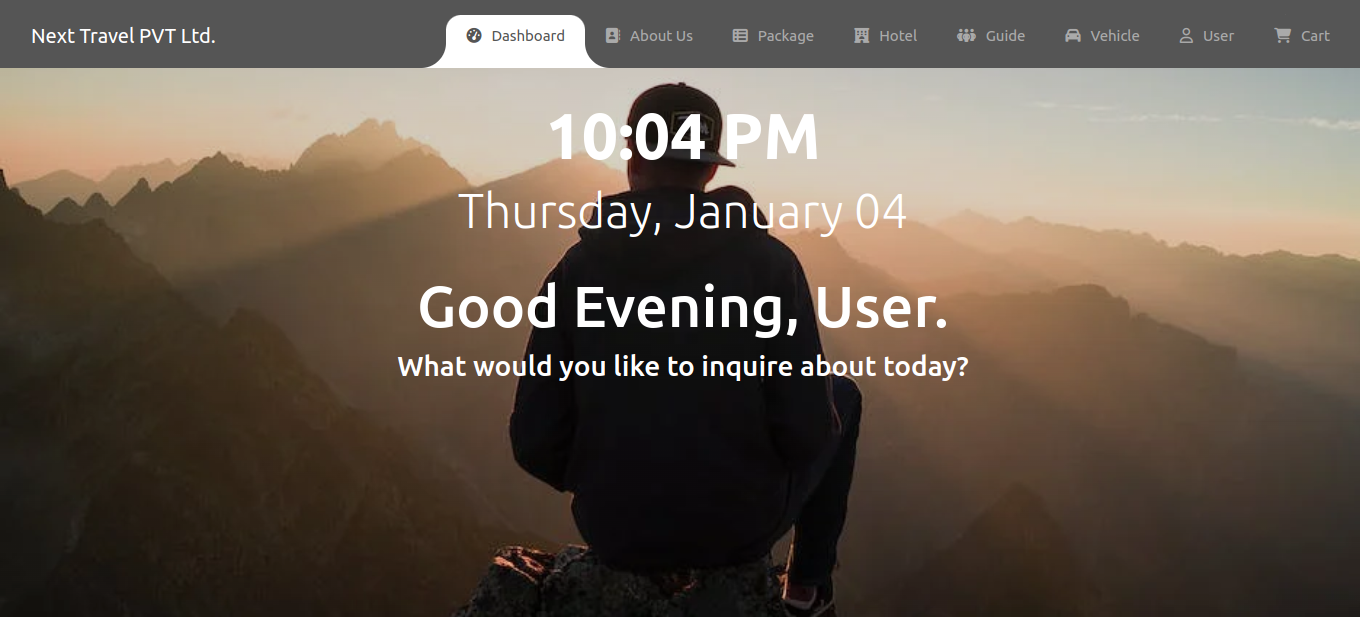 Next Travel PVT Ltd.
Dashboard
About Us
Package
Hotel
Guide
Vehicle
User
Cart
10:04 PM
Thursday, January 04
Good Evening, User.
What would you like to inquire about today?